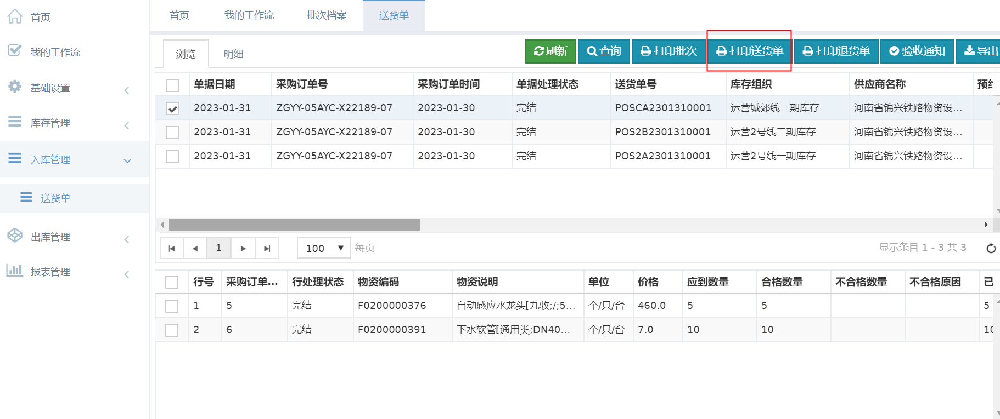 首页
我的工作流
基础设置
库存管理
入库管理
送货单
出库管理
报表管理
首页 我的工作流 批次档案 送货单
浏览 明细 刷新 查询 打印批次 打印送货单 打印退货单 验收通知 导出
单据日期 采购订单号 采购订单时间 单据处理状态 送货单号 库存组织 供应商名称
2023-01-31 ZGYY-05AYC-X22189-07 2023-01-30 完结 POSCA2301310001 运营城郊线一期库存 河南省锦兴铁路物资设...
2023-01-31 ZGYY-05AYC-X22189-07 2023-01-30 完结 POS2B2301310001 运营2号线二期库存 河南省锦兴铁路物资设...
2023-01-31 ZGYY-05AYC-X22189-07 2023-01-30 完结 POS2A2301310001 运营2号线一期库存 河南省锦兴铁路物资设...
1 100 每页 显示条目 1 - 3 共 3
行号 采购订单... 行处理状态 物资编码 物资说明 单位 价格 应到数量 合格数量 不合格数量 不合格原因 已
1 5 完结 F0200000376 自动感应水龙头[九牧;/;5... 个/只/台 460.0 5 5 5
2 6 完结 F0200000391 下水软管[通用类;DN40... 个/只/台 7.0 10 10 10